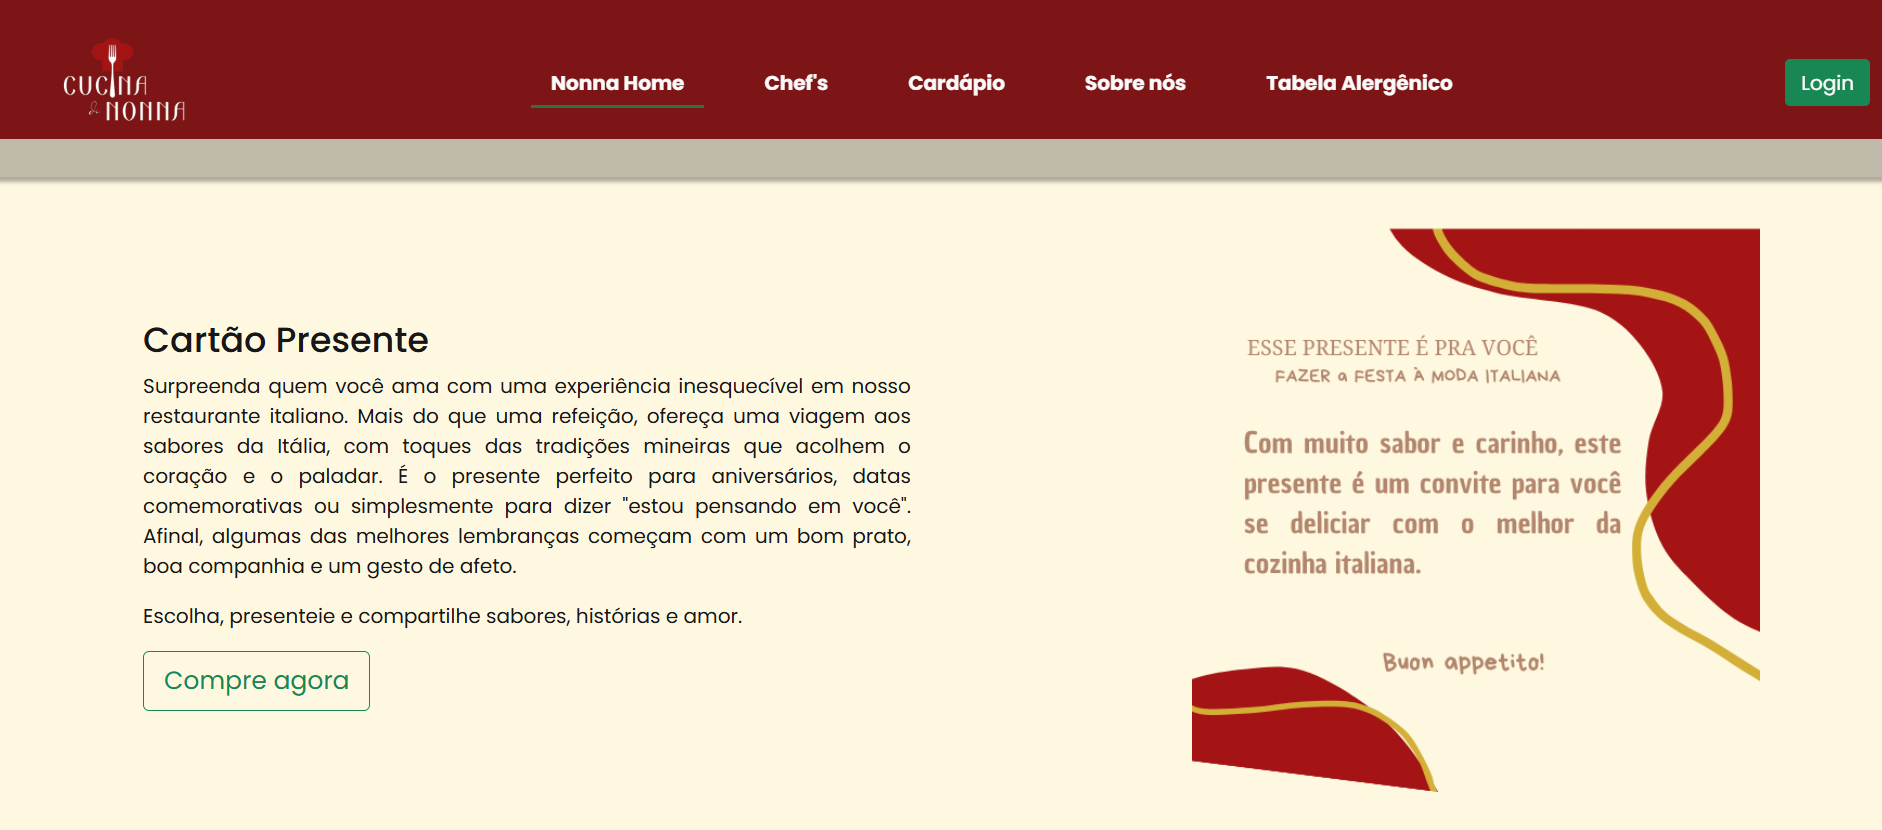 CUCINA
& NONNA
Nonna Home
Chef's
Cardápio
Sobre nós
Tabela Alergênico
Login
Cartão Presente
Surpreenda quem você ama com uma experiência inesquecível em nosso
restaurante italiano. Mais do que uma refeição, ofereça uma viagem aos
sabores da Itália, com toques das tradições mineiras que acolhem o
coração e o paladar. É o presente perfeito para aniversários, datas
comemorativas ou simplesmente para dizer "estou pensando em você".
Afinal, algumas das melhores lembranças começam com um bom prato,
boa companhia e um gesto de afeto.
Escolha, presenteie e compartilhe sabores, histórias e amor.
Compre agora
ESSE PRESENTE É PRA VOCÊ
FAZER a FESTA À MODA ITALIANA
Com muito sabor e carinho, este
presente é um convite para você
se deliciar com o melhor da
cozinha italiana.
Buon appetito!